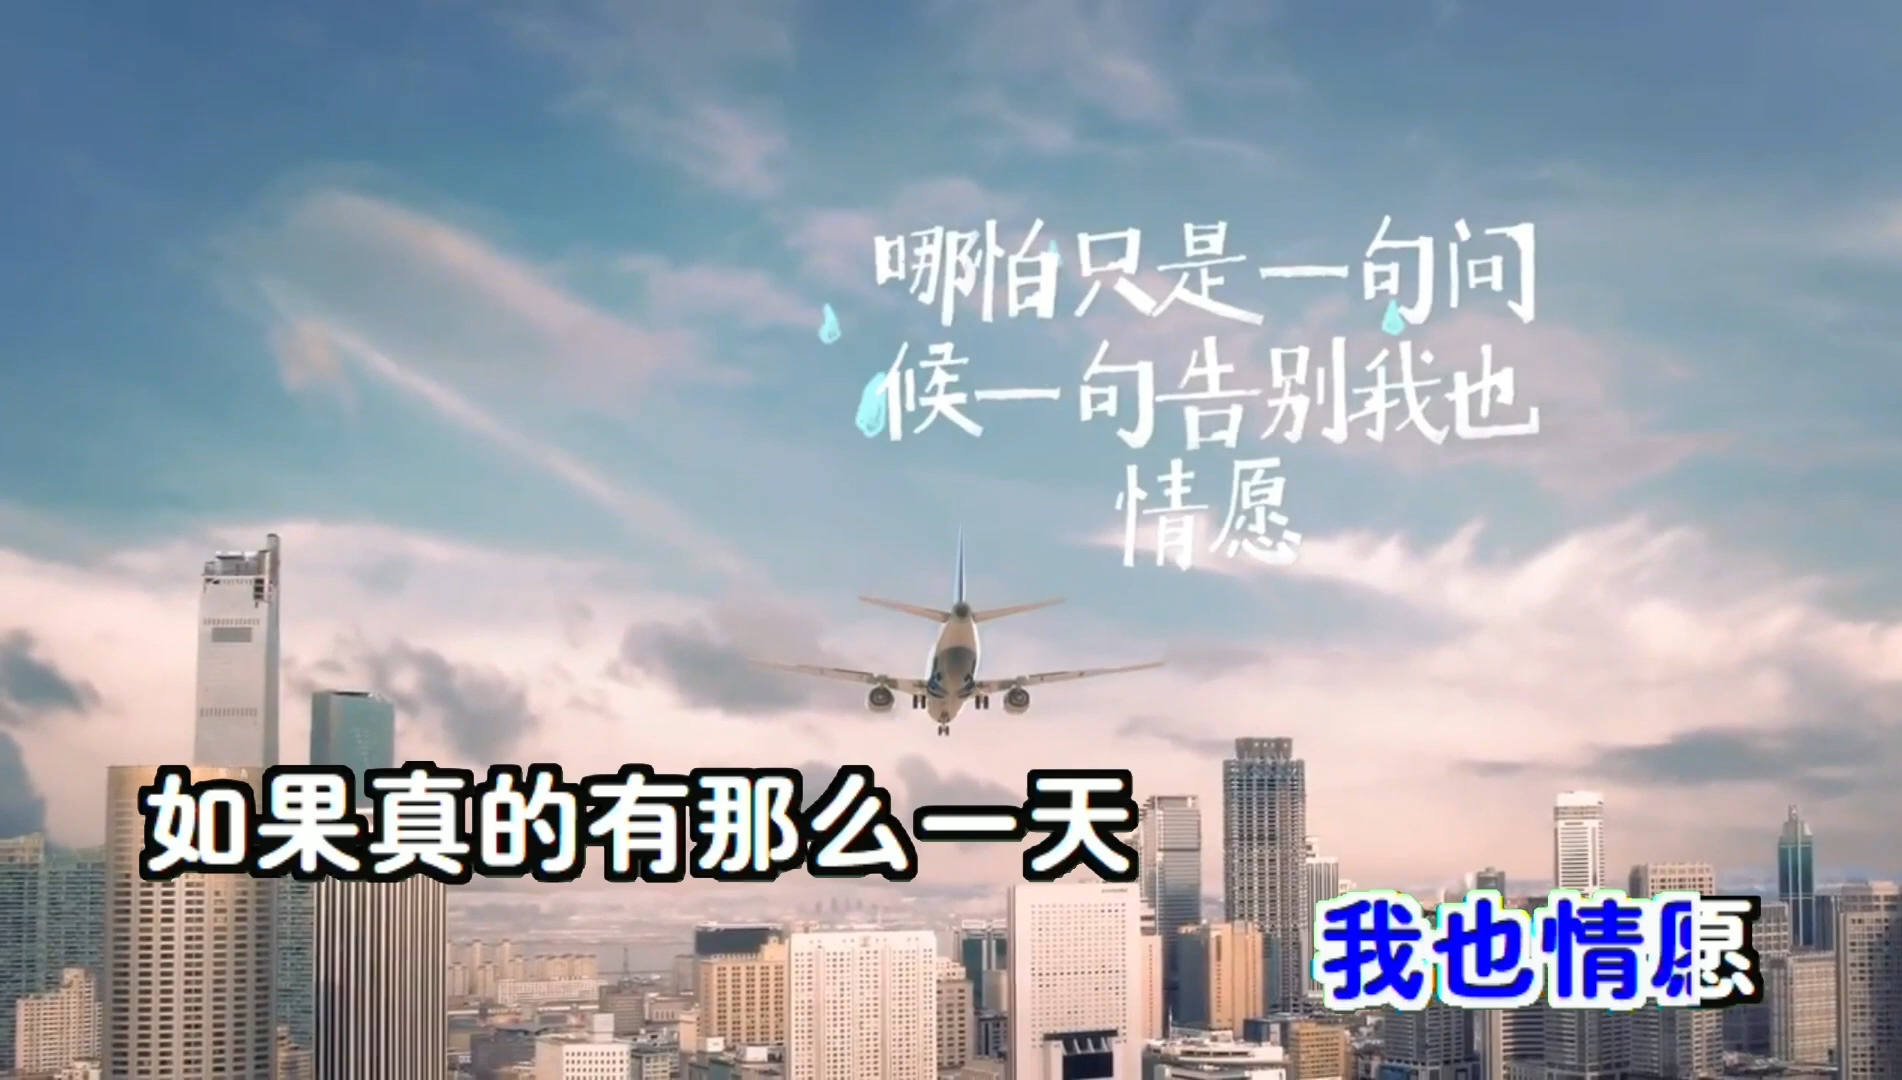 哪怕只是一句问
候一句告别我也
情愿
如果真的有那么一天
我也情愿